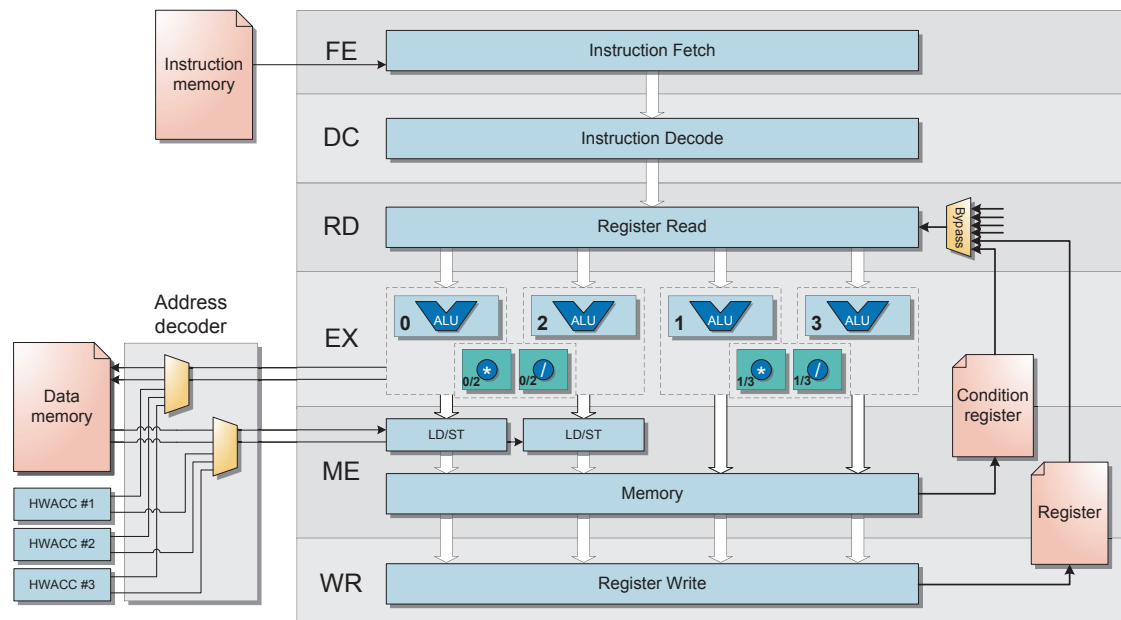 FE
Instruction Fetch
Instruction
memory
DC
Instruction Decode
RD
Register Read
Bypass
Address
decoder
EX
0
ALU
2
ALU
1
ALU
3
ALU
*
0/2
/
0/2
*
1/3
/
1/3
Data
memory
Condition
register
LD/ST
LD/ST
ME
Memory
HWACC #1
HWACC #2
HWACC #3
Register
WR
Register Write